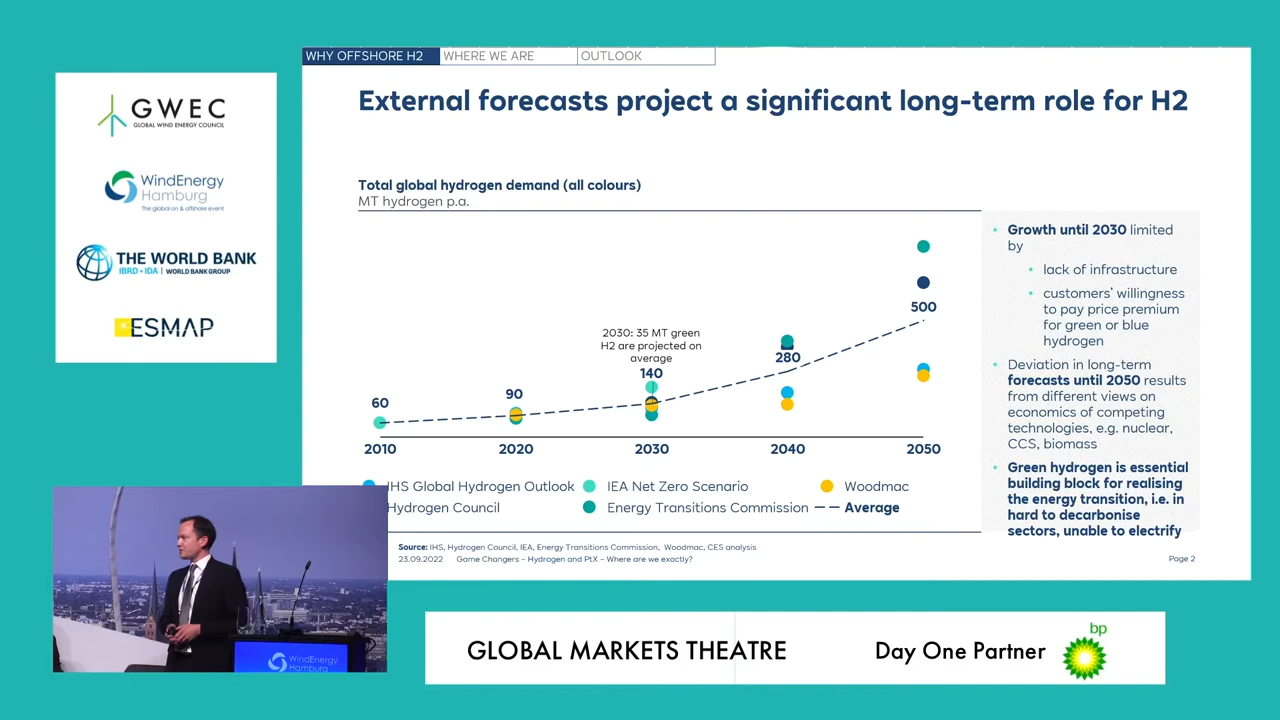 GWEC
GLOBAL WIND ENERGY COUNCIL
WindEnergy
Hamburg
The global on & offshore event
THE WORLD BANK
IBRD • IDA | WORLD BANK GROUP
ESMAP
WHY OFFSHORE H2
WHERE WE ARE
OUTLOOK
External forecasts project a significant long-term role for H2
Total global hydrogen demand (all colours)
MT hydrogen p.a.
60
90
2030: 35 MT green
H2 are projected on
average
140
280
500
2010
2020
2030
2040
2050
IHS Global Hydrogen Outlook
IEA Net Zero Scenario
Woodmac
Hydrogen Council
Energy Transitions Commission
Average
• Growth until 2030 limited
by
• lack of infrastructure
• customers' willingness
to pay price premium
for green or blue
hydrogen
• Deviation in long-term
forecasts until 2050 results
from different views on
economics of competing
technologies, e.g. nuclear,
CCS, biomass
• Green hydrogen is essential
building block for realising
the energy transition, i.e. in
hard to decarbonise
sectors, unable to electrify
Source: IHS, Hydrogen Council, IEA, Energy Transitions Commission, Woodmac, CES analysis
23.09.2022
Game Changers – Hydrogen and PtX – Where are we exactly?
Page 2
WindEnergy
Hamburg
GLOBAL MARKETS THEATRE
Day One Partner
bp